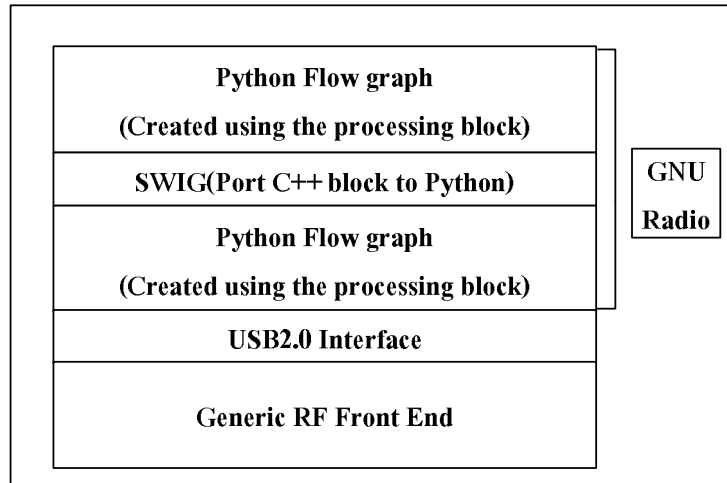 Python Flow graph
(Created using the processing block)
SWIG(Port C++ block to Python)
Python Flow graph
(Created using the processing block)
USB2.0 Interface
Generic RF Front End
GNU
Radio